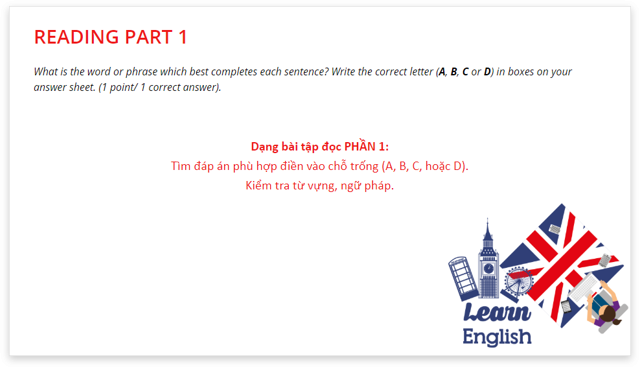 READING PART 1
What is the word or phrase which best completes each sentence? Write the correct letter (A, B, C or D) in boxes on your
answer sheet. (1 point/ 1 correct answer).
Dạng bài tập đọc PHẦN 1:
Tìm đáp án phù hợp điền vào chỗ trống (A, B, C, hoặc D).
Kiểm tra từ vựng, ngữ pháp.
Learn
English